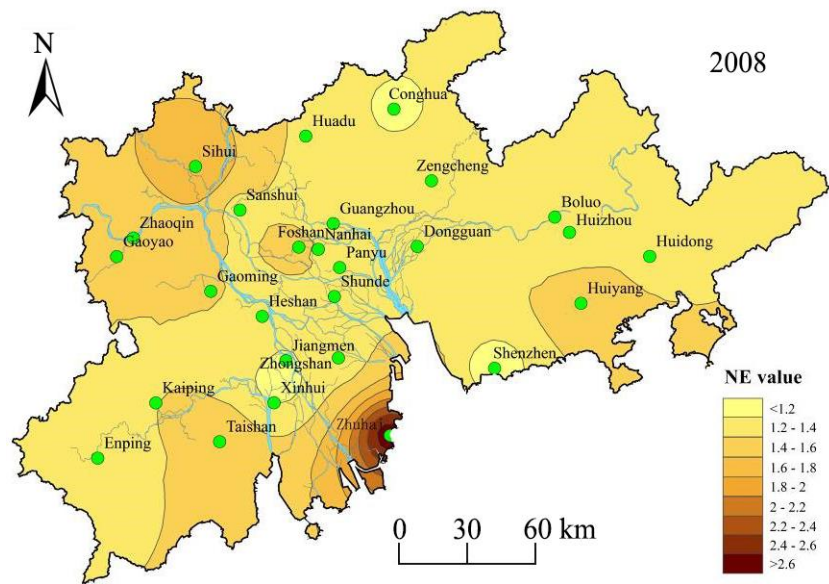 N
2008
Conghua
Huadu
Sihui
Zengcheng
Sanshui
Boluo
Guangzhou
Zhaoqin
Huizhou
Foshan
Nanhai
Dongguan
Gaoyao
Panyu
Huidong
Gaoming
Shunde
Huiyang
Heshan
Jiangmen
Zhongshan
Shenzhen
Kaiping
Xinhui
NE value
<1.2
Zhuhai
1.2 - 1.4
Taishan
1.4 - 1.6
Enping
1.6 - 1.8
1.8 - 2
2 - 2.2
0 30 60 km
2.2 - 2.4
2.4 - 2.6
>2.6